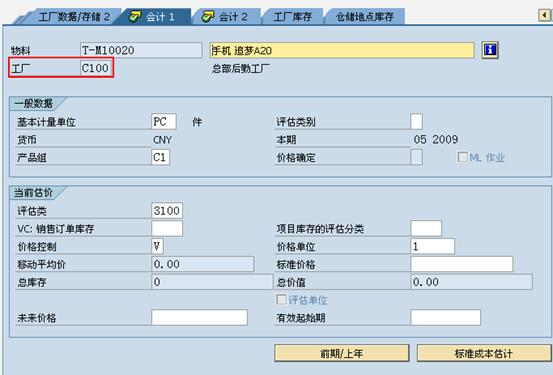 工厂数据/存储 2 会计 1 会计 2 工厂库存 仓储地点库存
物料 T-M10020 手机 追梦A20
工厂 C100 总部后勤工厂
一般数据
基本计量单位 PC 件 评估类别
货币 CNY 本期 05 2009
产品组 C1 价格确定 ML 作业
当前估价
评估类 3100
VC: 销售订单库存 项目库存的评估分类
价格控制 V 价格单位 1
移动平均价 0.00 标准价格
总库存 0 总价值 0.00
评估单位
未来价格 有效起始期
前期/上年 标准成本估计